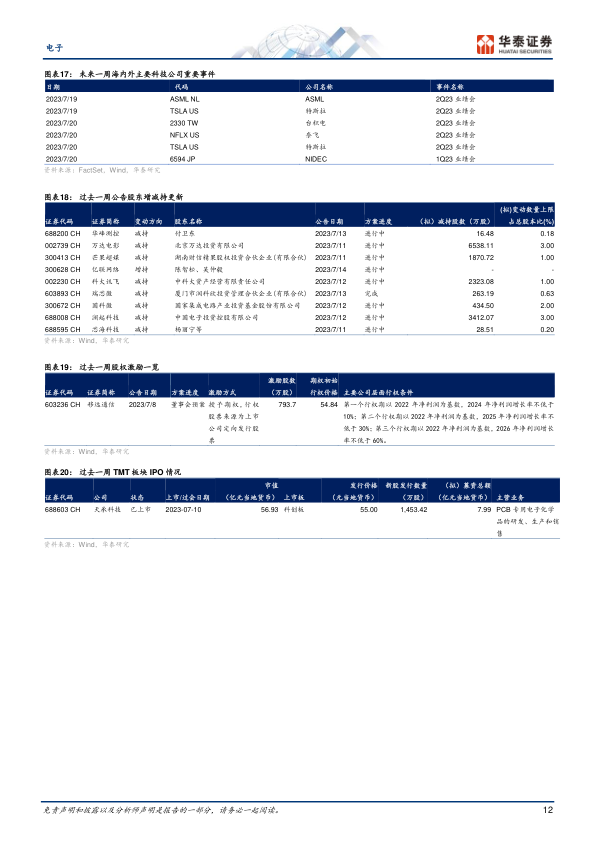 电子
华泰证券
HUATAI SECURITIES
图表17： 未来一周海内外主要科技公司重要事件
日期 代码 公司名称 事件名称
2023/7/19 ASML NL ASML 2Q23 业绩会
2023/7/19 TSLA US 特斯拉 2Q23 业绩会
2023/7/20 2330 TW 台积电 2Q23 业绩会
2023/7/20 NFLX US 奈飞 2Q23 业绩会
2023/7/20 TSLA US 特斯拉 2Q23 业绩会
2023/7/20 6594 JP NIDEC 1Q23 业绩会
资料来源：FactSet、Wind、华泰研究
图表18： 过去一周公告股东增减持更新
(拟)变动数量上限
证券代码 证券简称 变动方向 股东名称 公告日期 方案进度 （拟）减持股数（万股） 占总股本比(%)
688200 CH 华峰测控 减持 付卫东 2023/7/13 进行中 16.48 0.18
002739 CH 万达电影 减持 北京万达投资有限公司 2023/7/11 进行中 6538.11 3.00
300413 CH 芒果超媒 减持 湖南财信精果股权投资合伙企业(有限合伙) 2023/7/11 进行中 1870.72 1.00
300628 CH 亿联网络 增持 陈智松、吴仲毅 2023/7/14 进行中 - -
002230 CH 科大讯飞 减持 中科大资产经营有限责任公司 2023/7/12 进行中 2323.08 1.00
603893 CH 瑞芯微 减持 厦门市润科欣投资管理合伙企业(有限合伙) 2023/7/13 完成 263.19 0.63
300672 CH 国科微 减持 国家集成电路产业投资基金股份有限公司 2023/7/12 进行中 434.50 2.00
688008 CH 澜起科技 减持 中国电子投资控股有限公司 2023/7/12 进行中 3412.07 3.00
688595 CH 芯海科技 减持 杨丽宁等 2023/7/11 进行中 28.51 0.20
资料来源：Wind、华泰研究
图表19： 过去一周股权激励一览
激励股数 期权初始
证券代码 证券简称 公告日期 方案进度 激励方式 （万股） 行权价格 主要公司层面行权条件
603236 CH 移远通信 2023/7/8 董事会预案 授予期权，行权 793.7 54.84 第一个行权期以 2022 年净利润为基数，2024 年净利润增长率不低于
股票来源为上市 10%；第二个行权期以 2022 年净利润为基数，2025 年净利润增长率不
公司定向发行股 低于 30%；第三个行权期以 2022 年净利润为基数，2026 年净利润增长
票 率不低于 60%。
资料来源：Wind、华泰研究
图表20： 过去一周 TMT 板块 IPO 情况
市值 发行价格 新股发行数量 （拟）募资总额
证券代码 公司 状态 上市/过会日期 （亿元当地货币） 上市板 （元当地货币） （万股） （亿元当地货币） 主营业务
688603 CH 天承科技 已上市 2023-07-10 56.93 科创板 55.00 1,453.42 7.99 PCB 专用电子化学
品的研发、生产和销
售
资料来源：Wind、华泰研究
免责声明和披露以及分析师声明是报告的一部分，请务必一起阅读。 12